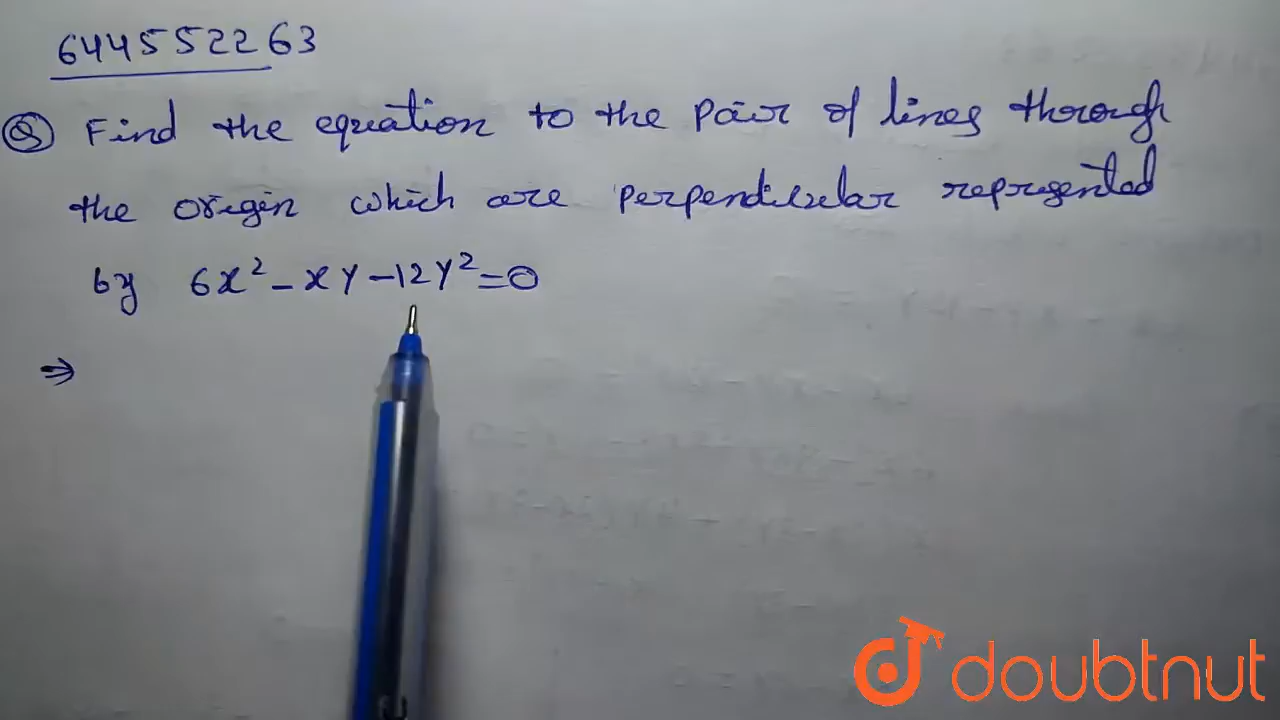 6445552263
Q Find the equation to the pair of lines through
the origin which are perpendicular represented
by 6x² - xy - 12y² = 0
⇒
doubtnut